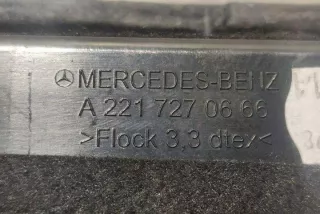 MERCEDES-BENZ
A 221 727 06 66
>Flock 3,3 dtex<